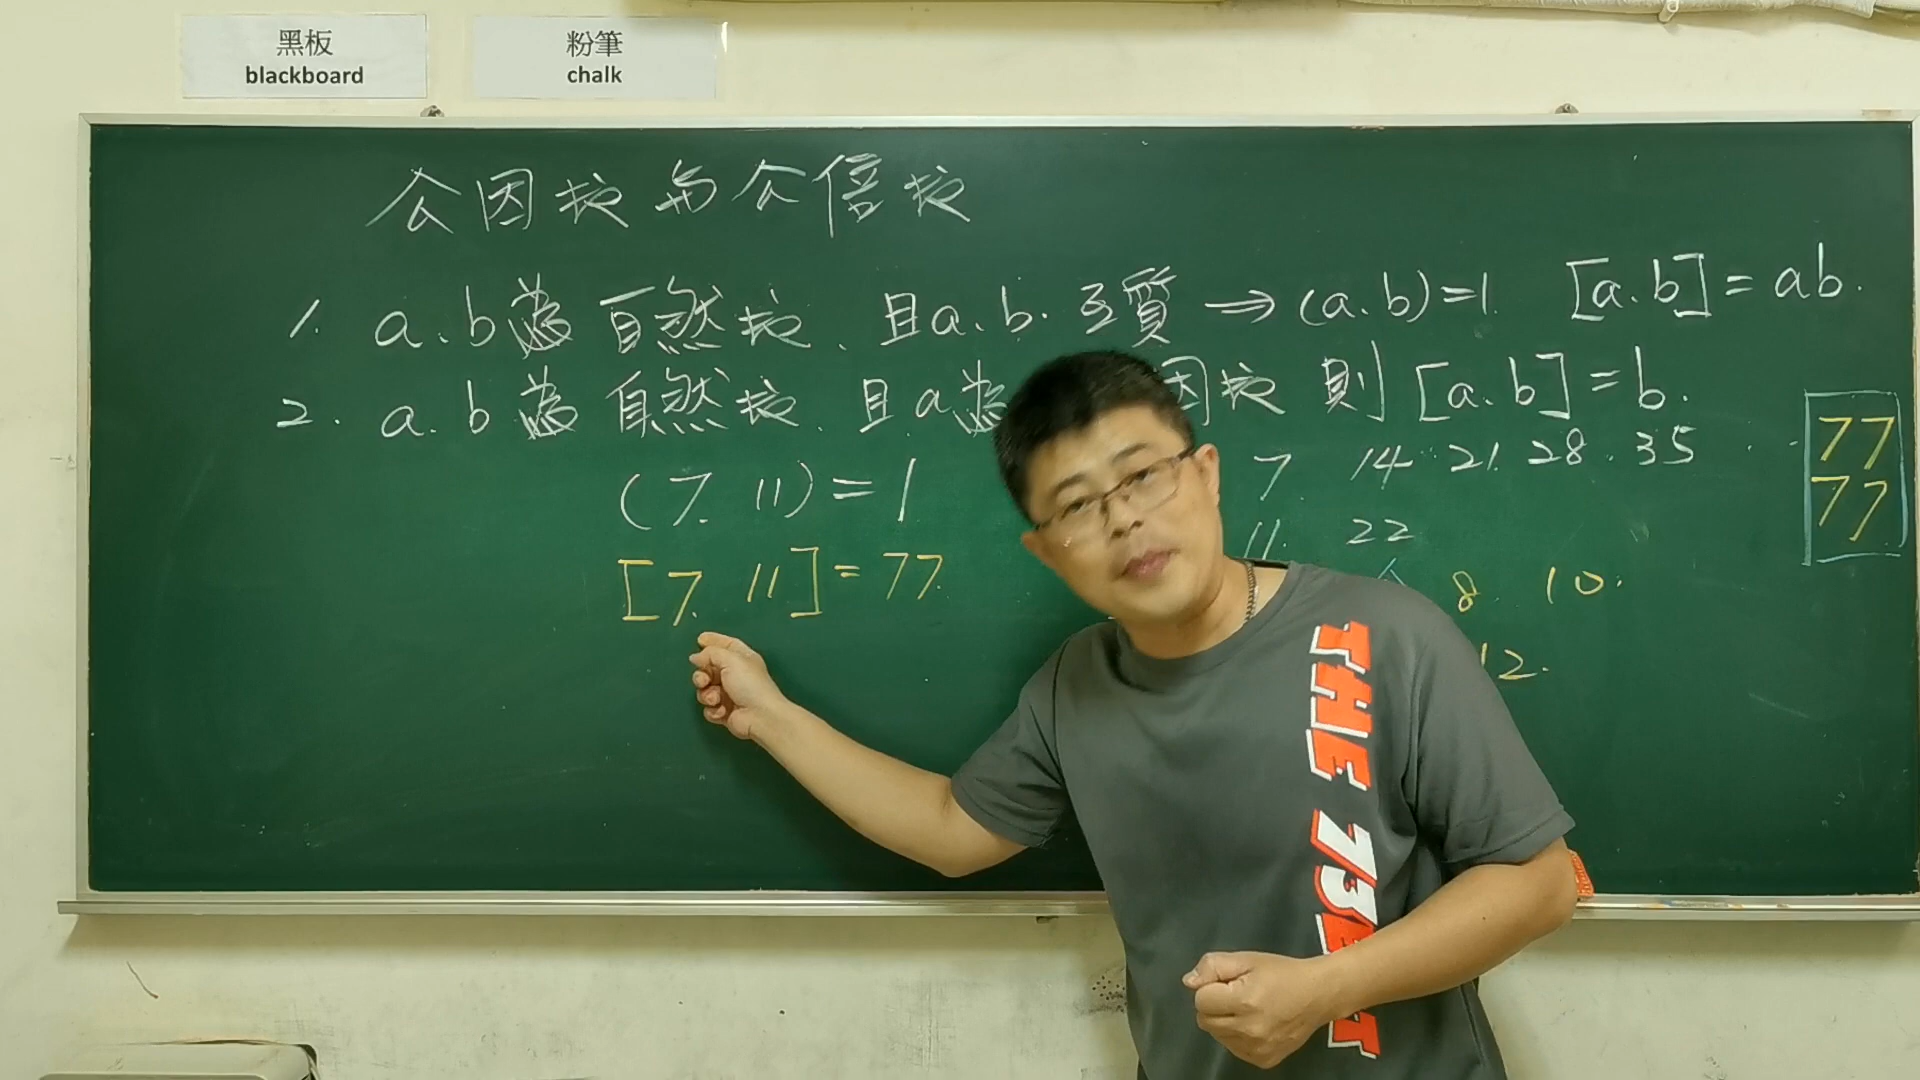 黑板
blackboard
粉筆
chalk
公因数与公倍数
1. a.b為自然数、且a.b.互質→(a.b)=1 [a.b]=ab.
2. a.b為自然数、且a為因数則[a.b]=b.
(7. 11)=1
7. 14 21. 28. 35 . . 77
11. 22 77
[7. 11]=77.
8. 10.
12.
THE 73